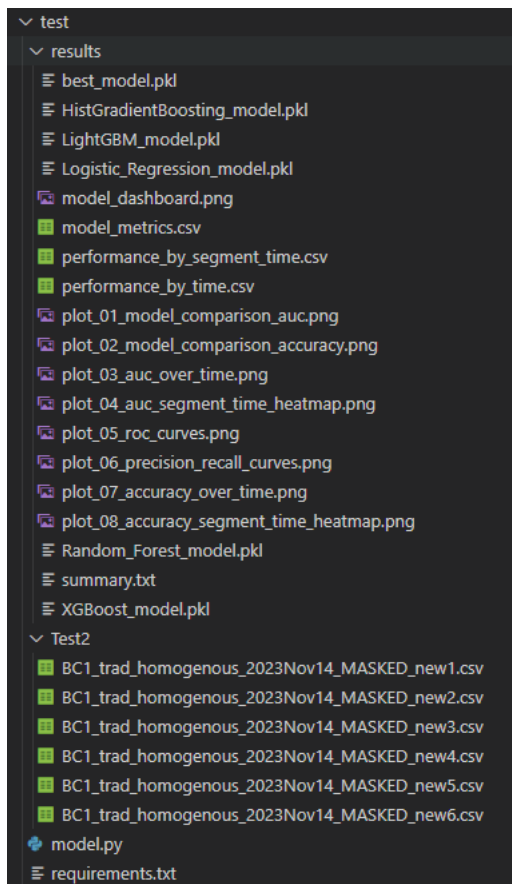 test
results
best_model.pkl
HistGradientBoosting_model.pkl
LightGBM_model.pkl
Logistic_Regression_model.pkl
model_dashboard.png
model_metrics.csv
performance_by_segment_time.csv
performance_by_time.csv
plot_01_model_comparison_auc.png
plot_02_model_comparison_accuracy.png
plot_03_auc_over_time.png
plot_04_auc_segment_time_heatmap.png
plot_05_roc_curves.png
plot_06_precision_recall_curves.png
plot_07_accuracy_over_time.png
plot_08_accuracy_segment_time_heatmap.png
Random_Forest_model.pkl
summary.txt
XGBoost_model.pkl
Test2
BC1_trad_homogenous_2023Nov14_MASKED_new1.csv
BC1_trad_homogenous_2023Nov14_MASKED_new2.csv
BC1_trad_homogenous_2023Nov14_MASKED_new3.csv
BC1_trad_homogenous_2023Nov14_MASKED_new4.csv
BC1_trad_homogenous_2023Nov14_MASKED_new5.csv
BC1_trad_homogenous_2023Nov14_MASKED_new6.csv
model.py
requirements.txt